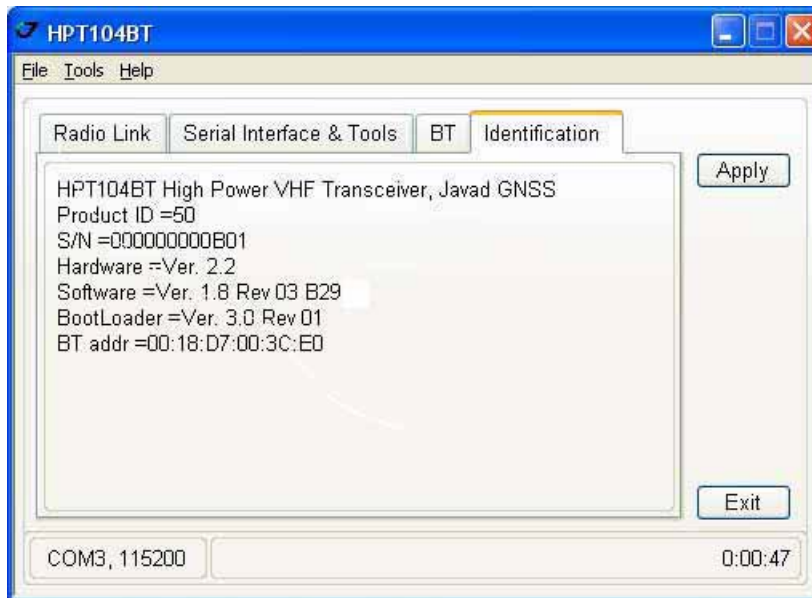 HPT104BT
File Tools Help
Radio Link Serial Interface & Tools BT Identification
HPT104BT High Power VHF Transceiver, Javad GNSS
Product ID =50
S/N =000000000B01
Hardware =Ver. 2.2
Software =Ver. 1.8 Rev 03 B29
BootLoader =Ver. 3.0 Rev 01
BT addr =00:18:D7:00:3C:E0
Apply
Exit
COM3, 115200 0:00:47